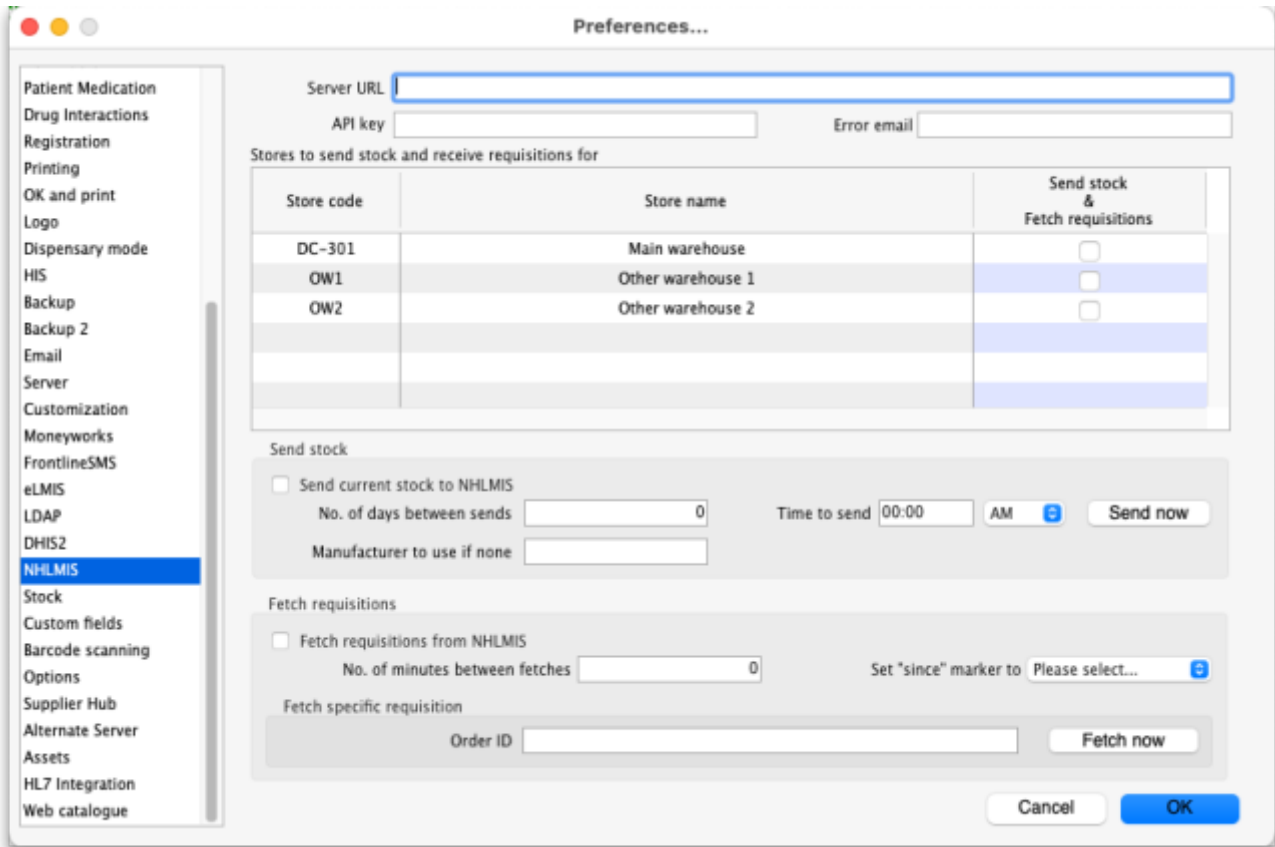 Preferences...
Patient Medication
Drug Interactions
Registration
Printing
OK and print
Logo
Dispensary mode
HIS
Backup
Backup 2
Email
Server
Customization
Moneyworks
FrontlineSMS
eLMIS
LDAP
DHIS2
NHLMIS
Stock
Custom fields
Barcode scanning
Options
Supplier Hub
Alternate Server
Assets
HL7 Integration
Web catalogue
Server URL
API key Error email
Stores to send stock and receive requisitions for
Store code Store name Send stock & Fetch requisitions
DC-301 Main warehouse
OW1 Other warehouse 1
OW2 Other warehouse 2
Send stock
Send current stock to NHLMIS
No. of days between sends 0 Time to send 00:00 AM Send now
Manufacturer to use if none
Fetch requisitions
Fetch requisitions from NHLMIS
No. of minutes between fetches 0 Set "since" marker to Please select...
Fetch specific requisition
Order ID Fetch now
Cancel OK